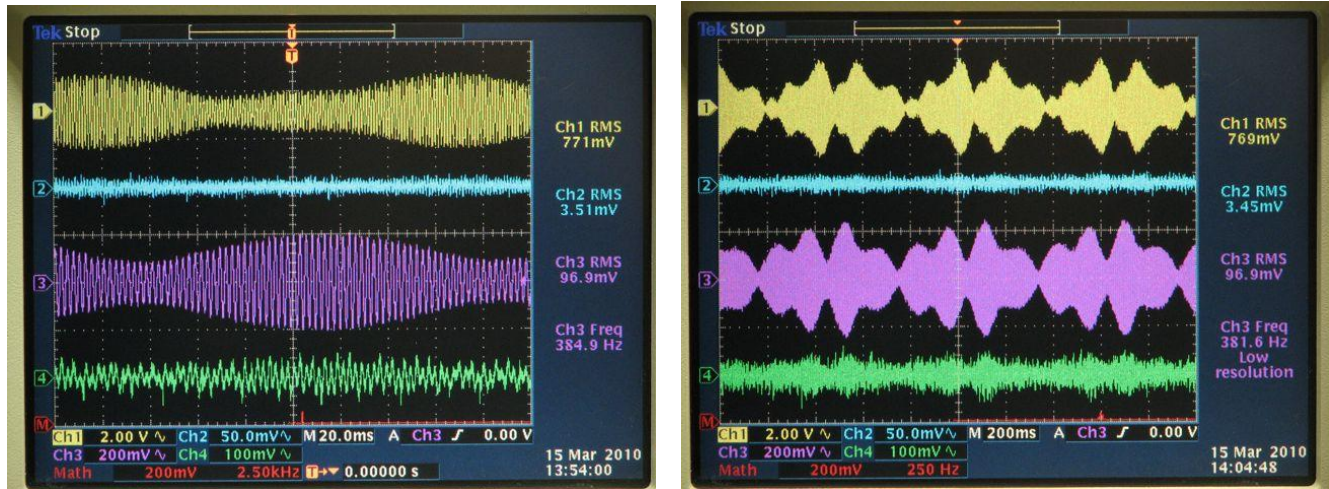 Tek Stop
T
T
1
Ch1 RMS
771mV
2
Ch2 RMS
3.51mV
3
Ch3 RMS
96.9mV
Ch3 Freq
384.9 Hz
4
M
Ch1 2.00 V∿ Ch2 50.0mV∿ M 20.0ms A Ch3 ʃ 0.00 V
Ch3 200mV∿ Ch4 100mV∿
Math 200mV 2.50kHz T→▼ 0.00000 s
15 Mar 2010
13:54:00
Tek Stop
1
Ch1 RMS
769mV
2
Ch2 RMS
3.45mV
3
Ch3 RMS
96.9mV
Ch3 Freq
381.6 Hz
Low
resolution
4
M
Ch1 2.00 V∿ Ch2 50.0mV∿ M 200ms A Ch3 ʃ 0.00 V
Ch3 200mV∿ Ch4 100mV∿
Math 200mV 250 Hz
15 Mar 2010
14:04:48